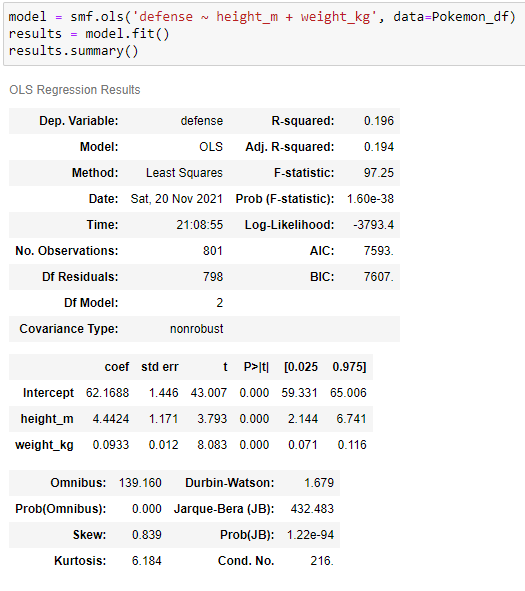 model = smf.ols('defense ~ height_m + weight_kg', data=Pokemon_df)
results = model.fit()
results.summary()
OLS Regression Results
Dep. Variable: defense R-squared: 0.196
Model: OLS Adj. R-squared: 0.194
Method: Least Squares F-statistic: 97.25
Date: Sat, 20 Nov 2021 Prob (F-statistic): 1.60e-38
Time: 21:08:55 Log-Likelihood: -3793.4
No. Observations: 801 AIC: 7593.
Df Residuals: 798 BIC: 7607.
Df Model: 2
Covariance Type: nonrobust
coef std err t P>|t| [0.025 0.975]
Intercept 62.1688 1.446 43.007 0.000 59.331 65.006
height_m 4.4424 1.171 3.793 0.000 2.144 6.741
weight_kg 0.0933 0.012 8.083 0.000 0.071 0.116
Omnibus: 139.160 Durbin-Watson: 1.679
Prob(Omnibus): 0.000 Jarque-Bera (JB): 432.483
Skew: 0.839 Prob(JB): 1.22e-94
Kurtosis: 6.184 Cond. No. 216.